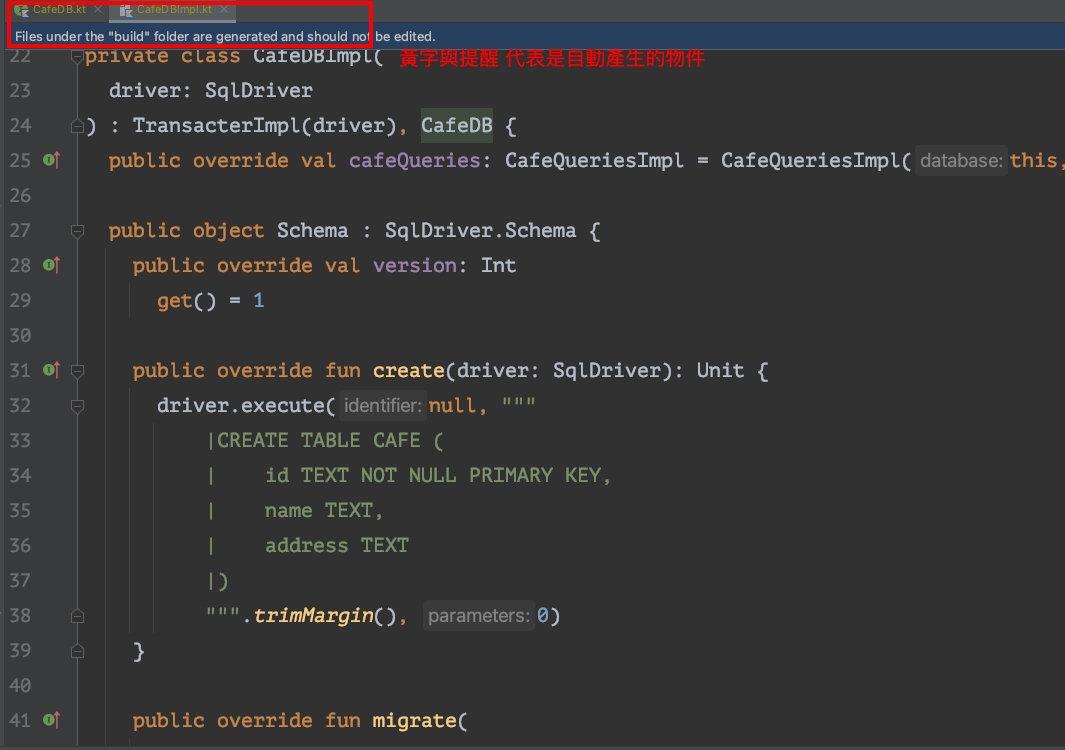 CafeDB.kt × CafeDBImpl.kt ×
Files under the "build" folder are generated and should not be edited.
22 private class CafeDBImpl( 黃字與提醒 代表是自動產生的物件
23 driver: SqlDriver
24 ) : TransacterImpl(driver), CafeDB {
25 public override val cafeQueries: CafeQueriesImpl = CafeQueriesImpl( database: this,
26
27 public object Schema : SqlDriver.Schema {
28 public override val version: Int
29 get() = 1
30
31 public override fun create(driver: SqlDriver): Unit {
32 driver.execute( identifier: null, """
33 |CREATE TABLE CAFE (
34 | id TEXT NOT NULL PRIMARY KEY,
35 | name TEXT,
36 | address TEXT
37 |)
38 """.trimMargin(), parameters: 0)
39 }
40
41 public override fun migrate(